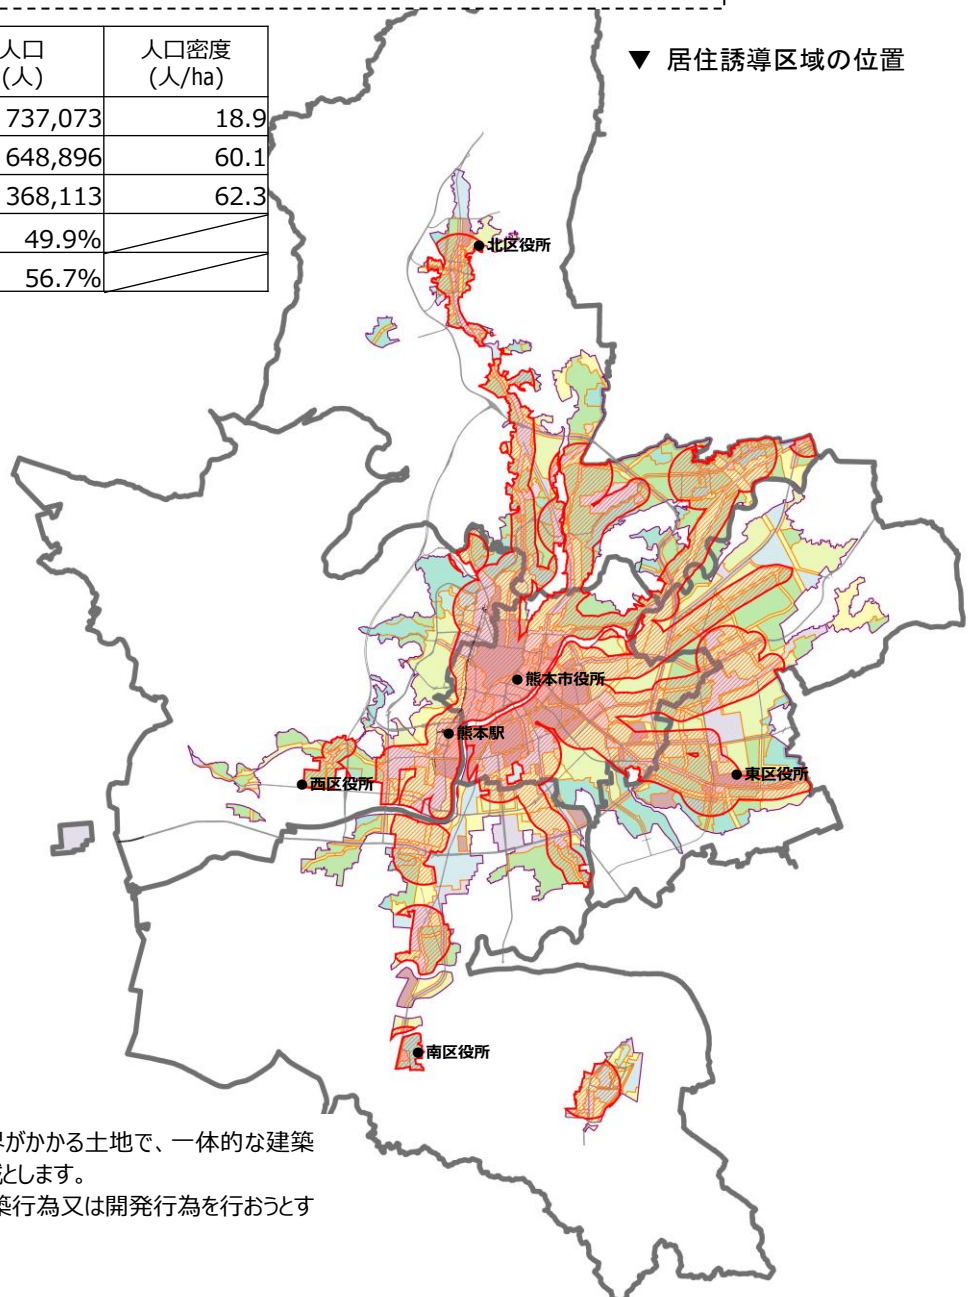 人口 人口密度
(人) (人/ha)
737,073 18.9
648,896 60.1
368,113 62.3
49.9%
56.7%
▼ 居住誘導区域の位置
●北区役所
●熊本市役所
●熊本駅
●東区役所
●西区役所
●南区役所
界がかかる土地で、一体的な建築
とします。
築行為又は開発行為を行おうとす